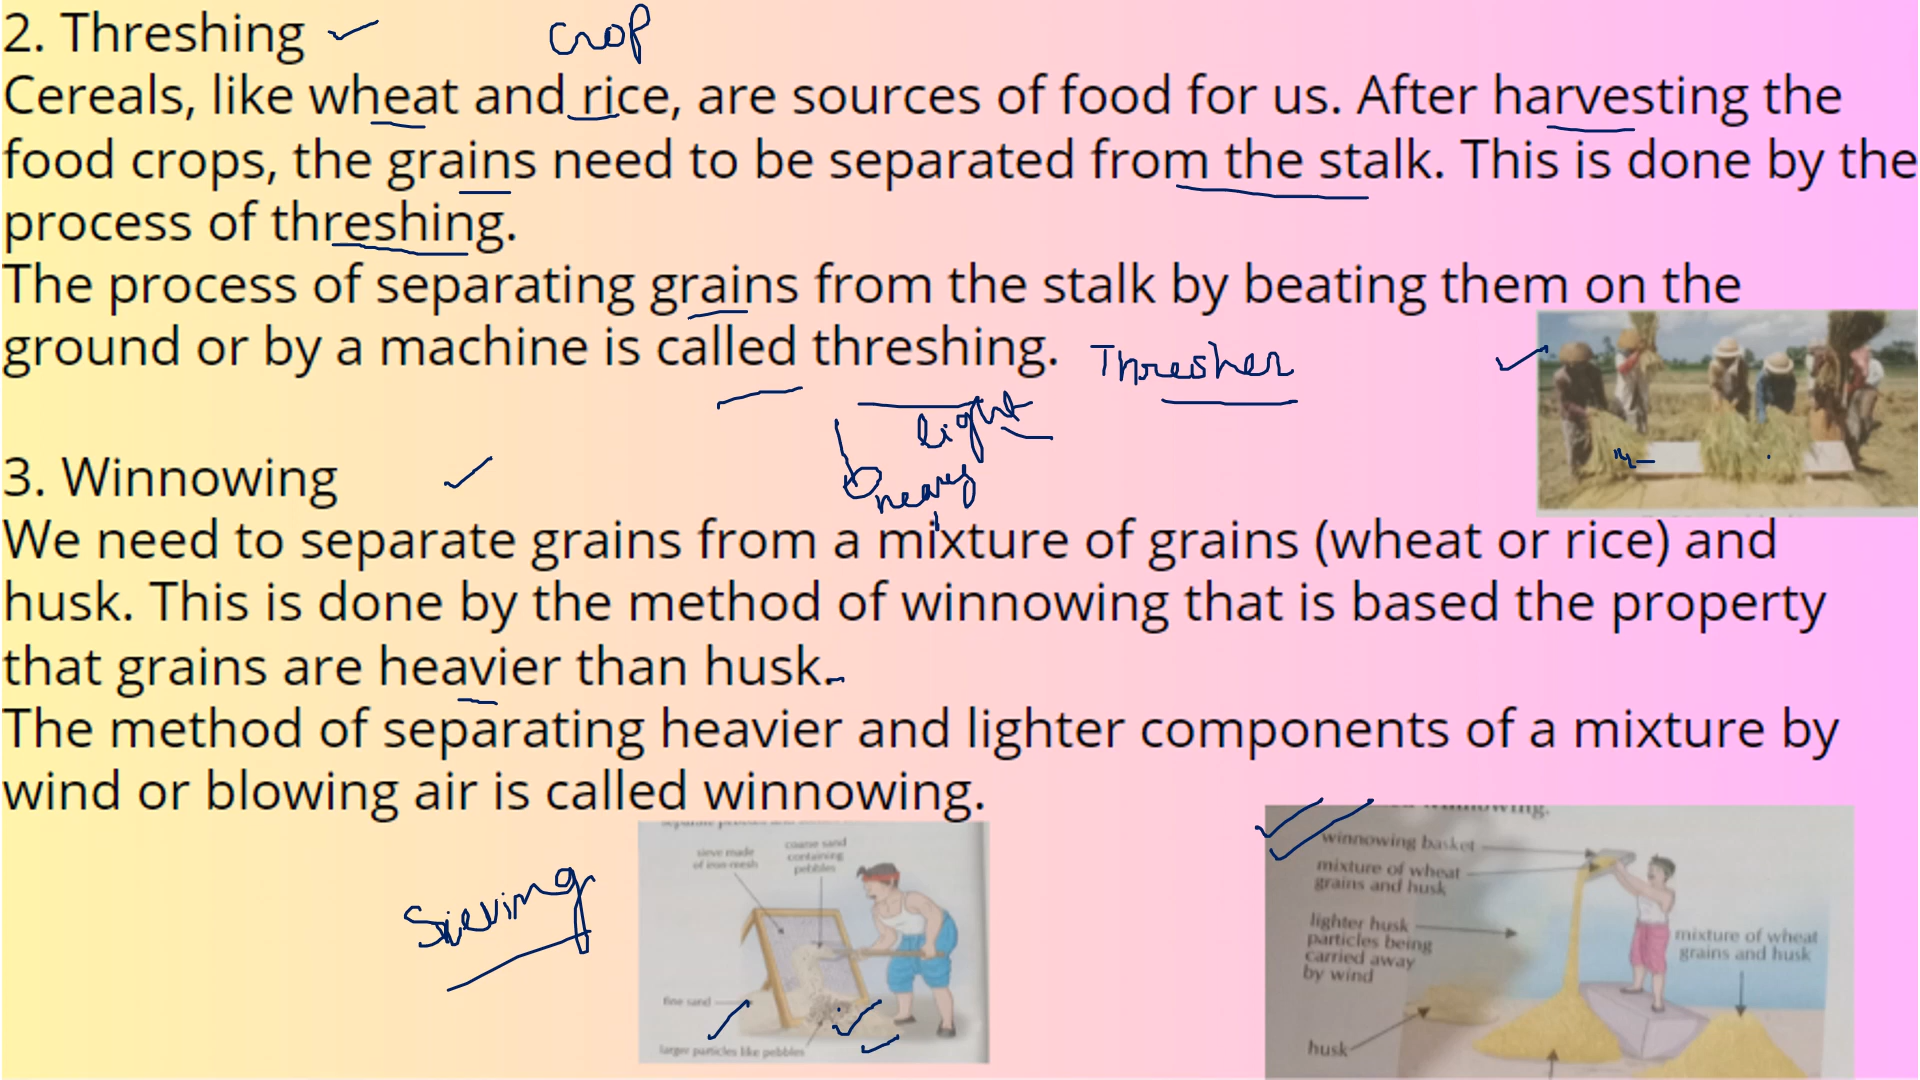 2. Threshing
crop
Cereals, like wheat and rice, are sources of food for us. After harvesting the
food crops, the grains need to be separated from the stalk. This is done by the
process of threshing.
The process of separating grains from the stalk by beating them on the
ground or by a machine is called threshing.
Thresher
light
heavy
3. Winnowing
We need to separate grains from a mixture of grains (wheat or rice) and
husk. This is done by the method of winnowing that is based the property
that grains are heavier than husk.
The method of separating heavier and lighter components of a mixture by
wind or blowing air is called winnowing.
Sieving
sieve made
of iron mesh
coarse sand
containing
pebbles
fine sand
larger particles like pebbles
winnowing.
winnowing basket
mixture of wheat
grains and husk
lighter husk
particles being
carried away
by wind
mixture of wheat
grains and husk
husk